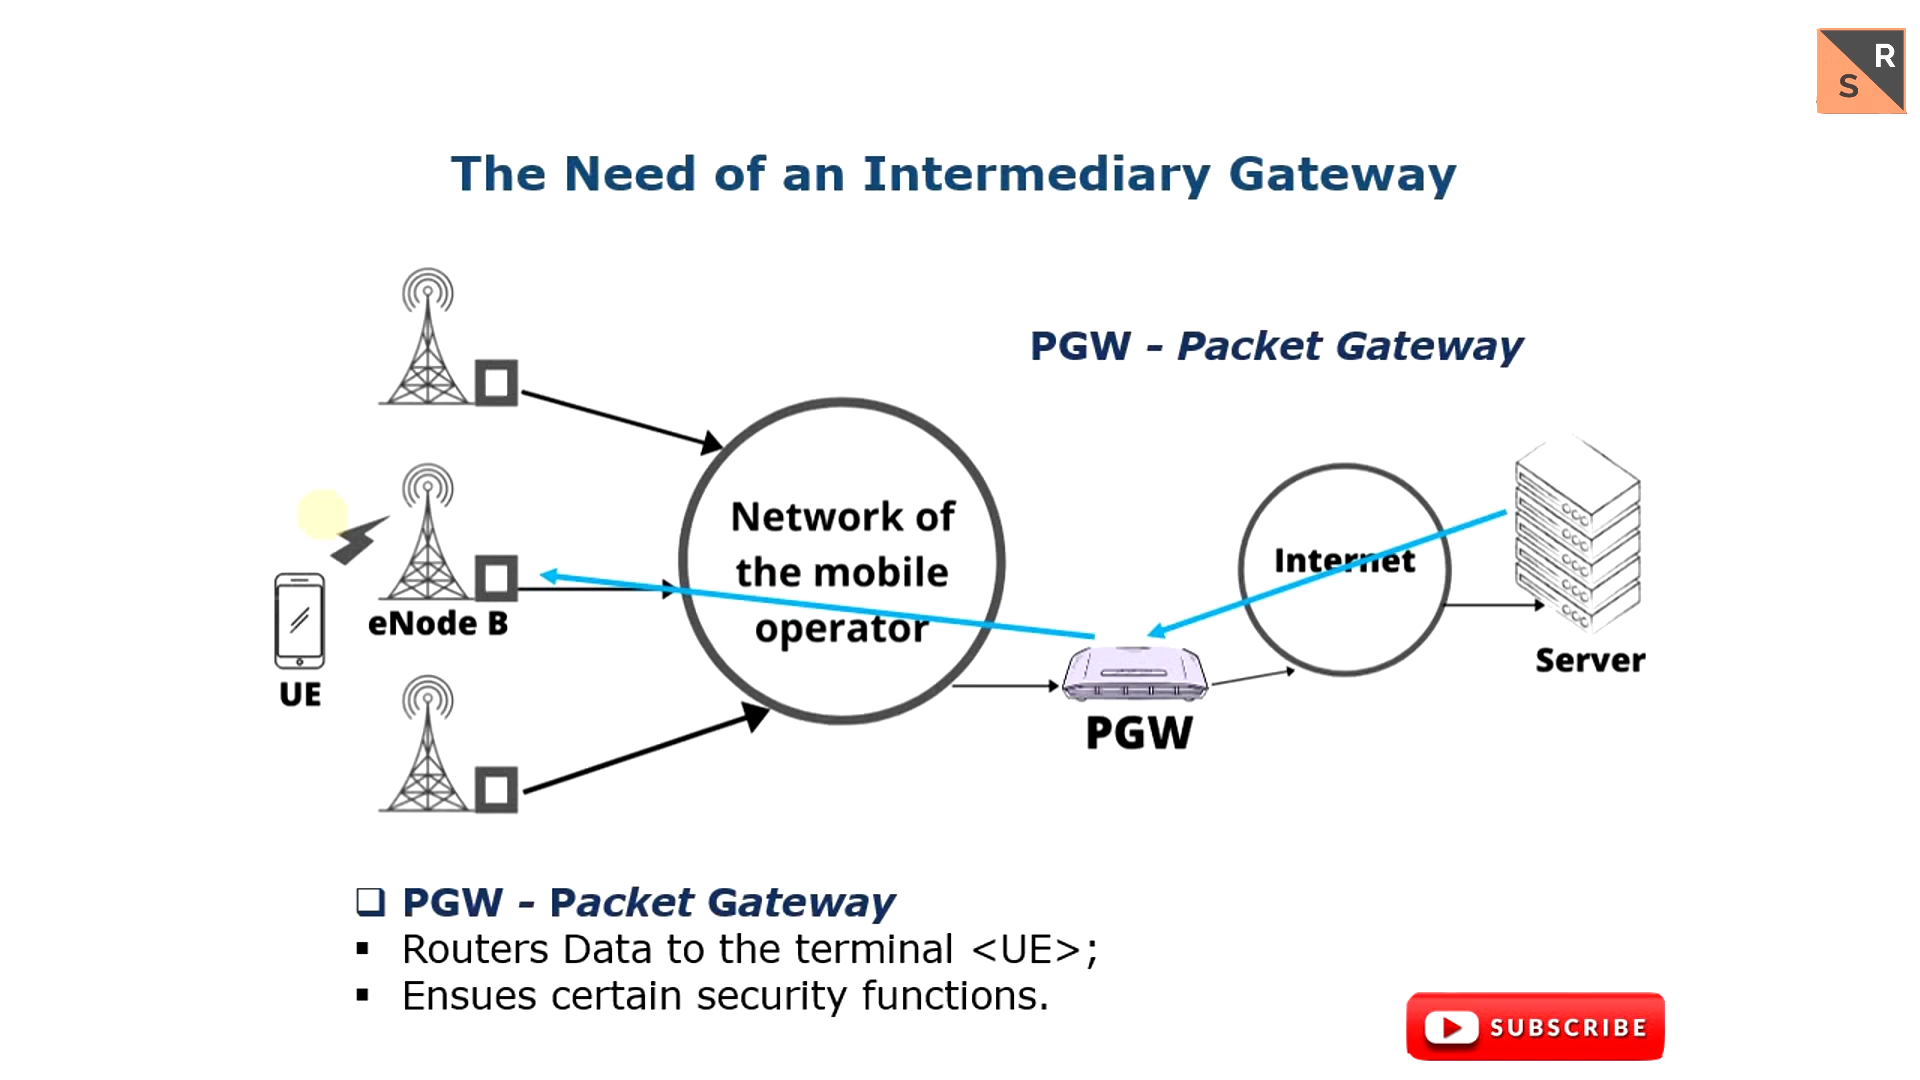 R
S
The Need of an Intermediary Gateway
PGW - Packet Gateway
Network of
the mobile
operator
Internet
eNode B
UE
Server
PGW
❑ PGW - Packet Gateway
▪ Routers Data to the terminal <UE>;
▪ Ensues certain security functions.
SUBSCRIBE